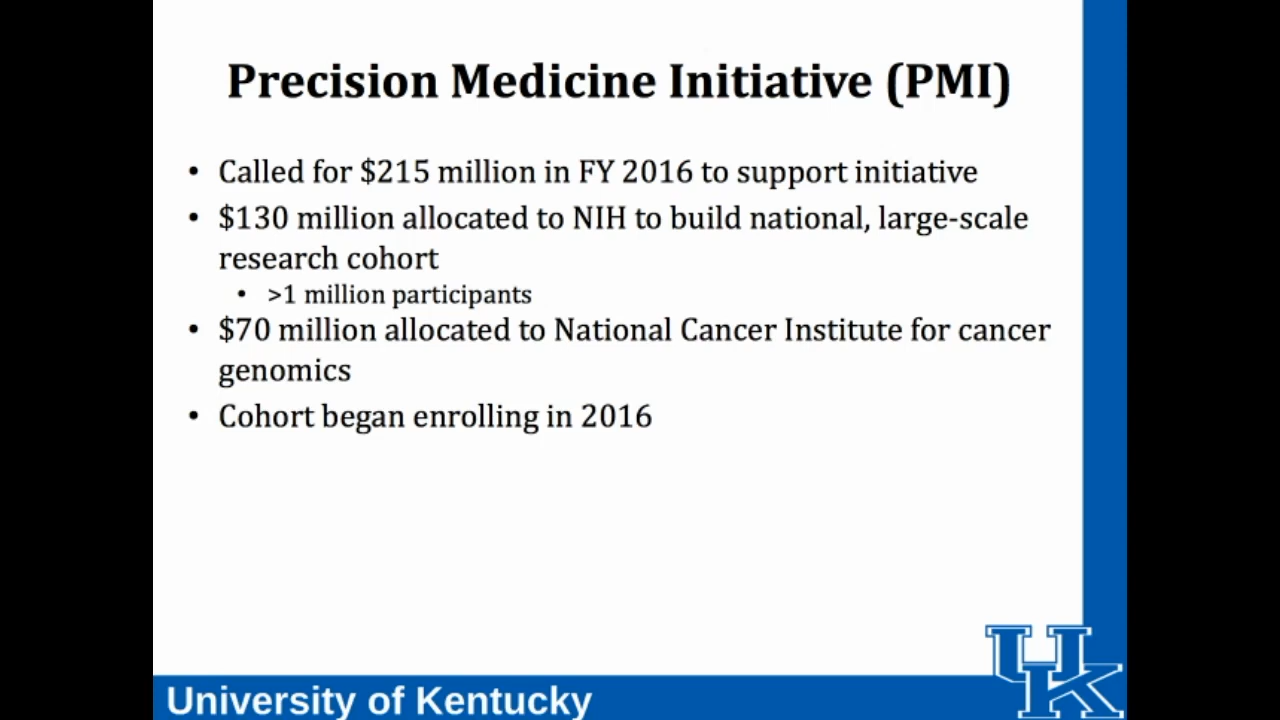 Precision Medicine Initiative (PMI)
• Called for $215 million in FY 2016 to support initiative
• $130 million allocated to NIH to build national, large-scale
research cohort
• >1 million participants
• $70 million allocated to National Cancer Institute for cancer
genomics
• Cohort began enrolling in 2016
UK
University of Kentucky